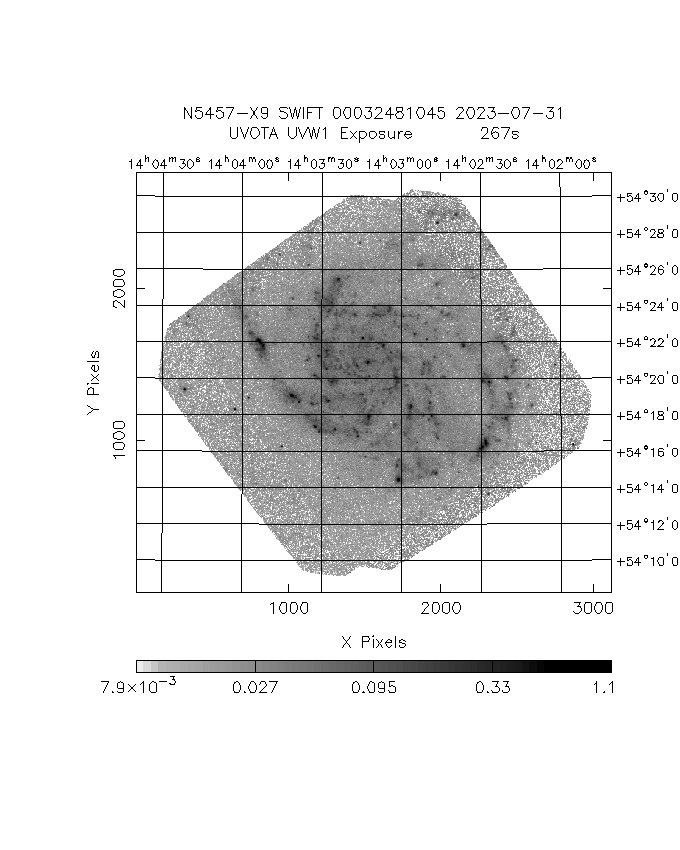 N5457-X9 SWIFT 00032481045 2023-07-31
UVOTA UVW1 Exposure 267s
14h04m30s 14h04m00s 14h03m30s 14h03m00s 14h02m30s 14h02m00s
+54°30'0
+54°28'0
+54°26'0
+54°24'0
+54°22'0
+54°20'0
+54°18'0
+54°16'0
+54°14'0
+54°12'0
+54°10'0
2000
1000
Y Pixels
1000 2000 3000
X Pixels
7.9×10−3 0.027 0.095 0.33 1.1